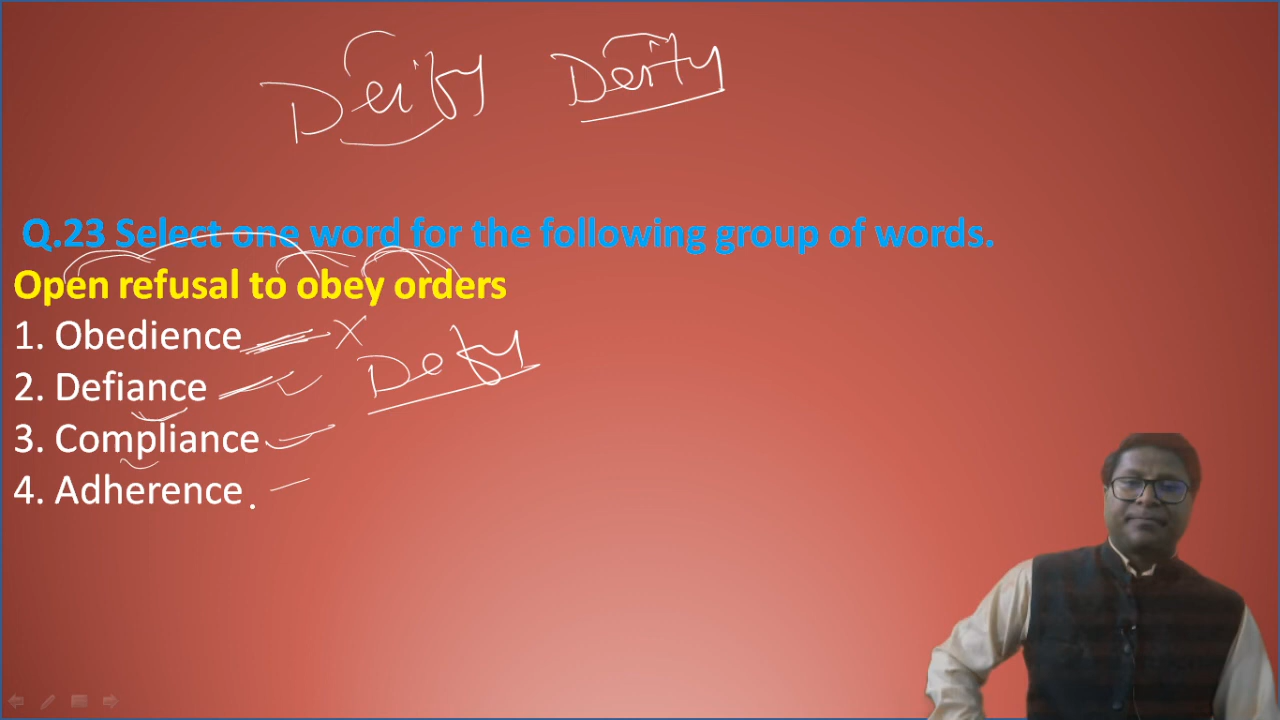 Deify Deity
Q.23 Select one word for the following group of words.
Open refusal to obey orders
1. Obedience
2. Defiance Defy
3. Compliance
4. Adherence